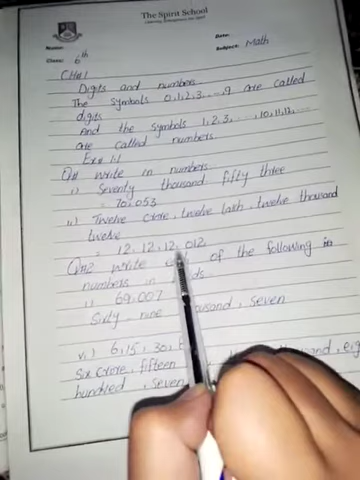 The Spirit School
Name:
Date:
Class: 6th
Subject: Math
CH#1
Digits and numbers
The symbols 0,1,2,3,...9 are called
digits
And the symbols 1,2,3...,10,11,12,...
are called numbers
Ex# 1.1
Q#1 write in numbers
i) Seventy thousand fifty three
= 70,053
ii) Twelve crore, twelve lakh, twelve thousand
twelve
= 12,12,12,012
Q#2 write of the following in
numbers in
i) 69,007
Sixty nine thousand, seven
vi) 6,15,30,
Six crore, fifteen
hundred, seven